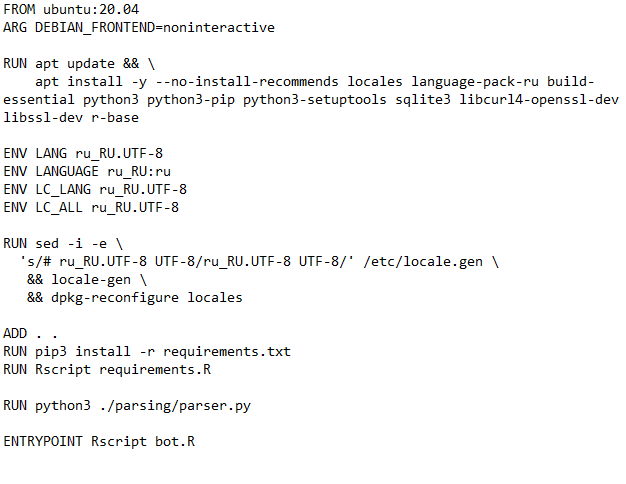 FROM ubuntu:20.04
ARG DEBIAN_FRONTEND=noninteractive
RUN apt update && \
apt install -y --no-install-recommends locales language-pack-ru build-
essential python3 python3-pip python3-setuptools sqlite3 libcurl4-openssl-dev
libssl-dev r-base
ENV LANG ru_RU.UTF-8
ENV LANGUAGE ru_RU:ru
ENV LC_LANG ru_RU.UTF-8
ENV LC_ALL ru_RU.UTF-8
RUN sed -i -e \
's/# ru_RU.UTF-8 UTF-8/ru_RU.UTF-8 UTF-8/' /etc/locale.gen \
&& locale-gen \
&& dpkg-reconfigure locales
ADD . .
RUN pip3 install -r requirements.txt
RUN Rscript requirements.R
RUN python3 ./parsing/parser.py
ENTRYPOINT Rscript bot.R